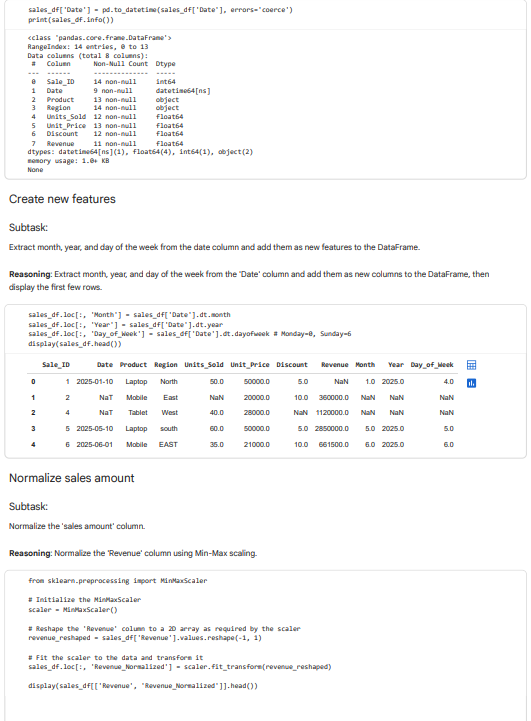 sales_df['Date'] = pd.to_datetime(sales_df['Date'], errors='coerce')
print(sales_df.info())
<class 'pandas.core.frame.DataFrame'>
RangeIndex: 14 entries, 0 to 13
Data columns (total 8 columns):
# Column Non-Null Count Dtype
--- ------ -------------- -----
0 Sale_ID 14 non-null int64
1 Date 9 non-null datetime64[ns]
2 Product 13 non-null object
3 Region 14 non-null object
4 Units_Sold 12 non-null float64
5 Unit_Price 13 non-null float64
6 Discount 12 non-null float64
7 Revenue 11 non-null float64
dtypes: datetime64[ns](1), float64(4), int64(1), object(2)
memory usage: 1.0+ KB
None
Create new features
Subtask:
Extract month, year, and day of the week from the date column and add them as new features to the DataFrame.
Reasoning: Extract month, year, and day of the week from the 'Date' column and add them as new columns to the DataFrame, then
display the first few rows.
sales_df.loc[:, 'Month'] = sales_df['Date'].dt.month
sales_df.loc[:, 'Year'] = sales_df['Date'].dt.year
sales_df.loc[:, 'Day_of_Week'] = sales_df['Date'].dt.dayofweek # Monday=0, Sunday=6
display(sales_df.head())
Sale_ID Date Product Region Units_Sold Unit_Price Discount Revenue Month Year Day_of_Week
0 1 2025-01-10 Laptop North 50.0 50000.0 5.0 NaN 1.0 2025.0 4.0
1 2 NaT Mobile East NaN 20000.0 10.0 360000.0 NaN NaN NaN
2 4 NaT Tablet West 40.0 28000.0 NaN 1120000.0 NaN NaN NaN
3 5 2025-05-10 Laptop south 60.0 50000.0 5.0 2850000.0 5.0 2025.0 5.0
4 6 2025-06-01 Mobile EAST 35.0 21000.0 10.0 661500.0 6.0 2025.0 6.0
Normalize sales amount
Subtask:
Normalize the 'sales amount' column.
Reasoning: Normalize the 'Revenue' column using Min-Max scaling.
from sklearn.preprocessing import MinMaxScaler
# Initialize the MinMaxScaler
scaler = MinMaxScaler()
# Reshape the 'Revenue' column to a 2D array as required by the scaler
revenue_reshaped = sales_df['Revenue'].values.reshape(-1, 1)
# Fit the scaler to the data and transform it
sales_df.loc[:, 'Revenue_Normalized'] = scaler.fit_transform(revenue_reshaped)
display(sales_df[['Revenue', 'Revenue_Normalized']].head())